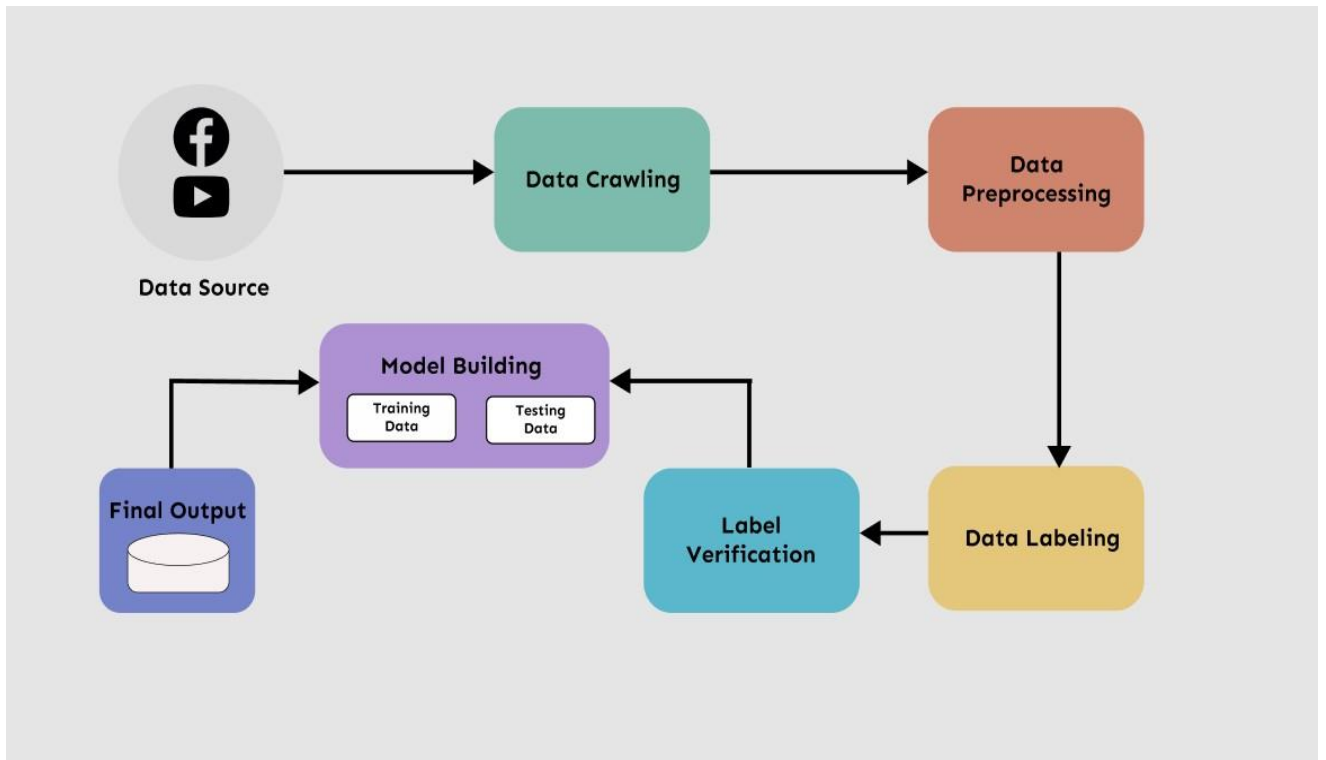 Data Source
Data Crawling
Data
Preprocessing
Model Building
Training
Data
Testing
Data
Final Output
Label
Verification
Data Labeling